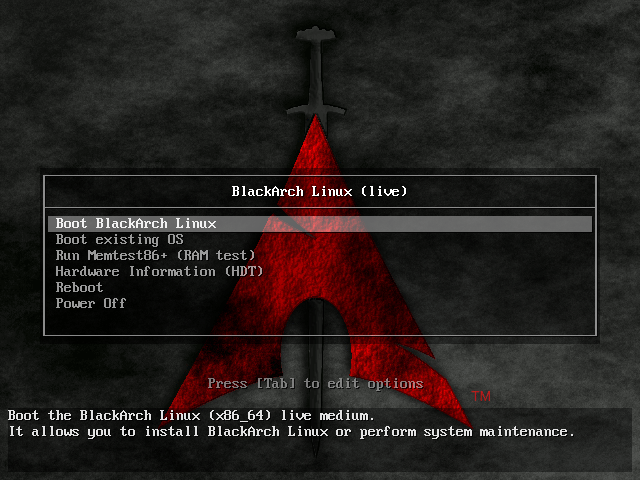 BlackArch Linux (live)
Boot BlackArch Linux
Boot existing OS
Run Memtest86+ (RAM test)
Hardware Information (HDT)
Reboot
Power Off
Press [Tab] to edit options
TM
Boot the BlackArch Linux (x86_64) live medium.
It allows you to install BlackArch Linux or perform system maintenance.